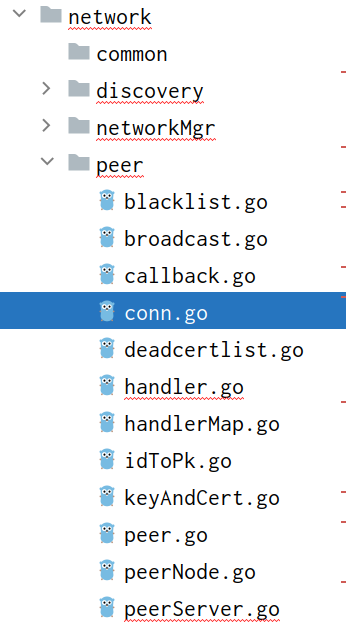 network
common
discovery
networkMgr
peer
blacklist.go
broadcast.go
callback.go
conn.go
deadcertlist.go
handler.go
handlerMap.go
idToPk.go
keyAndCert.go
peer.go
peerNode.go
peerServer.go